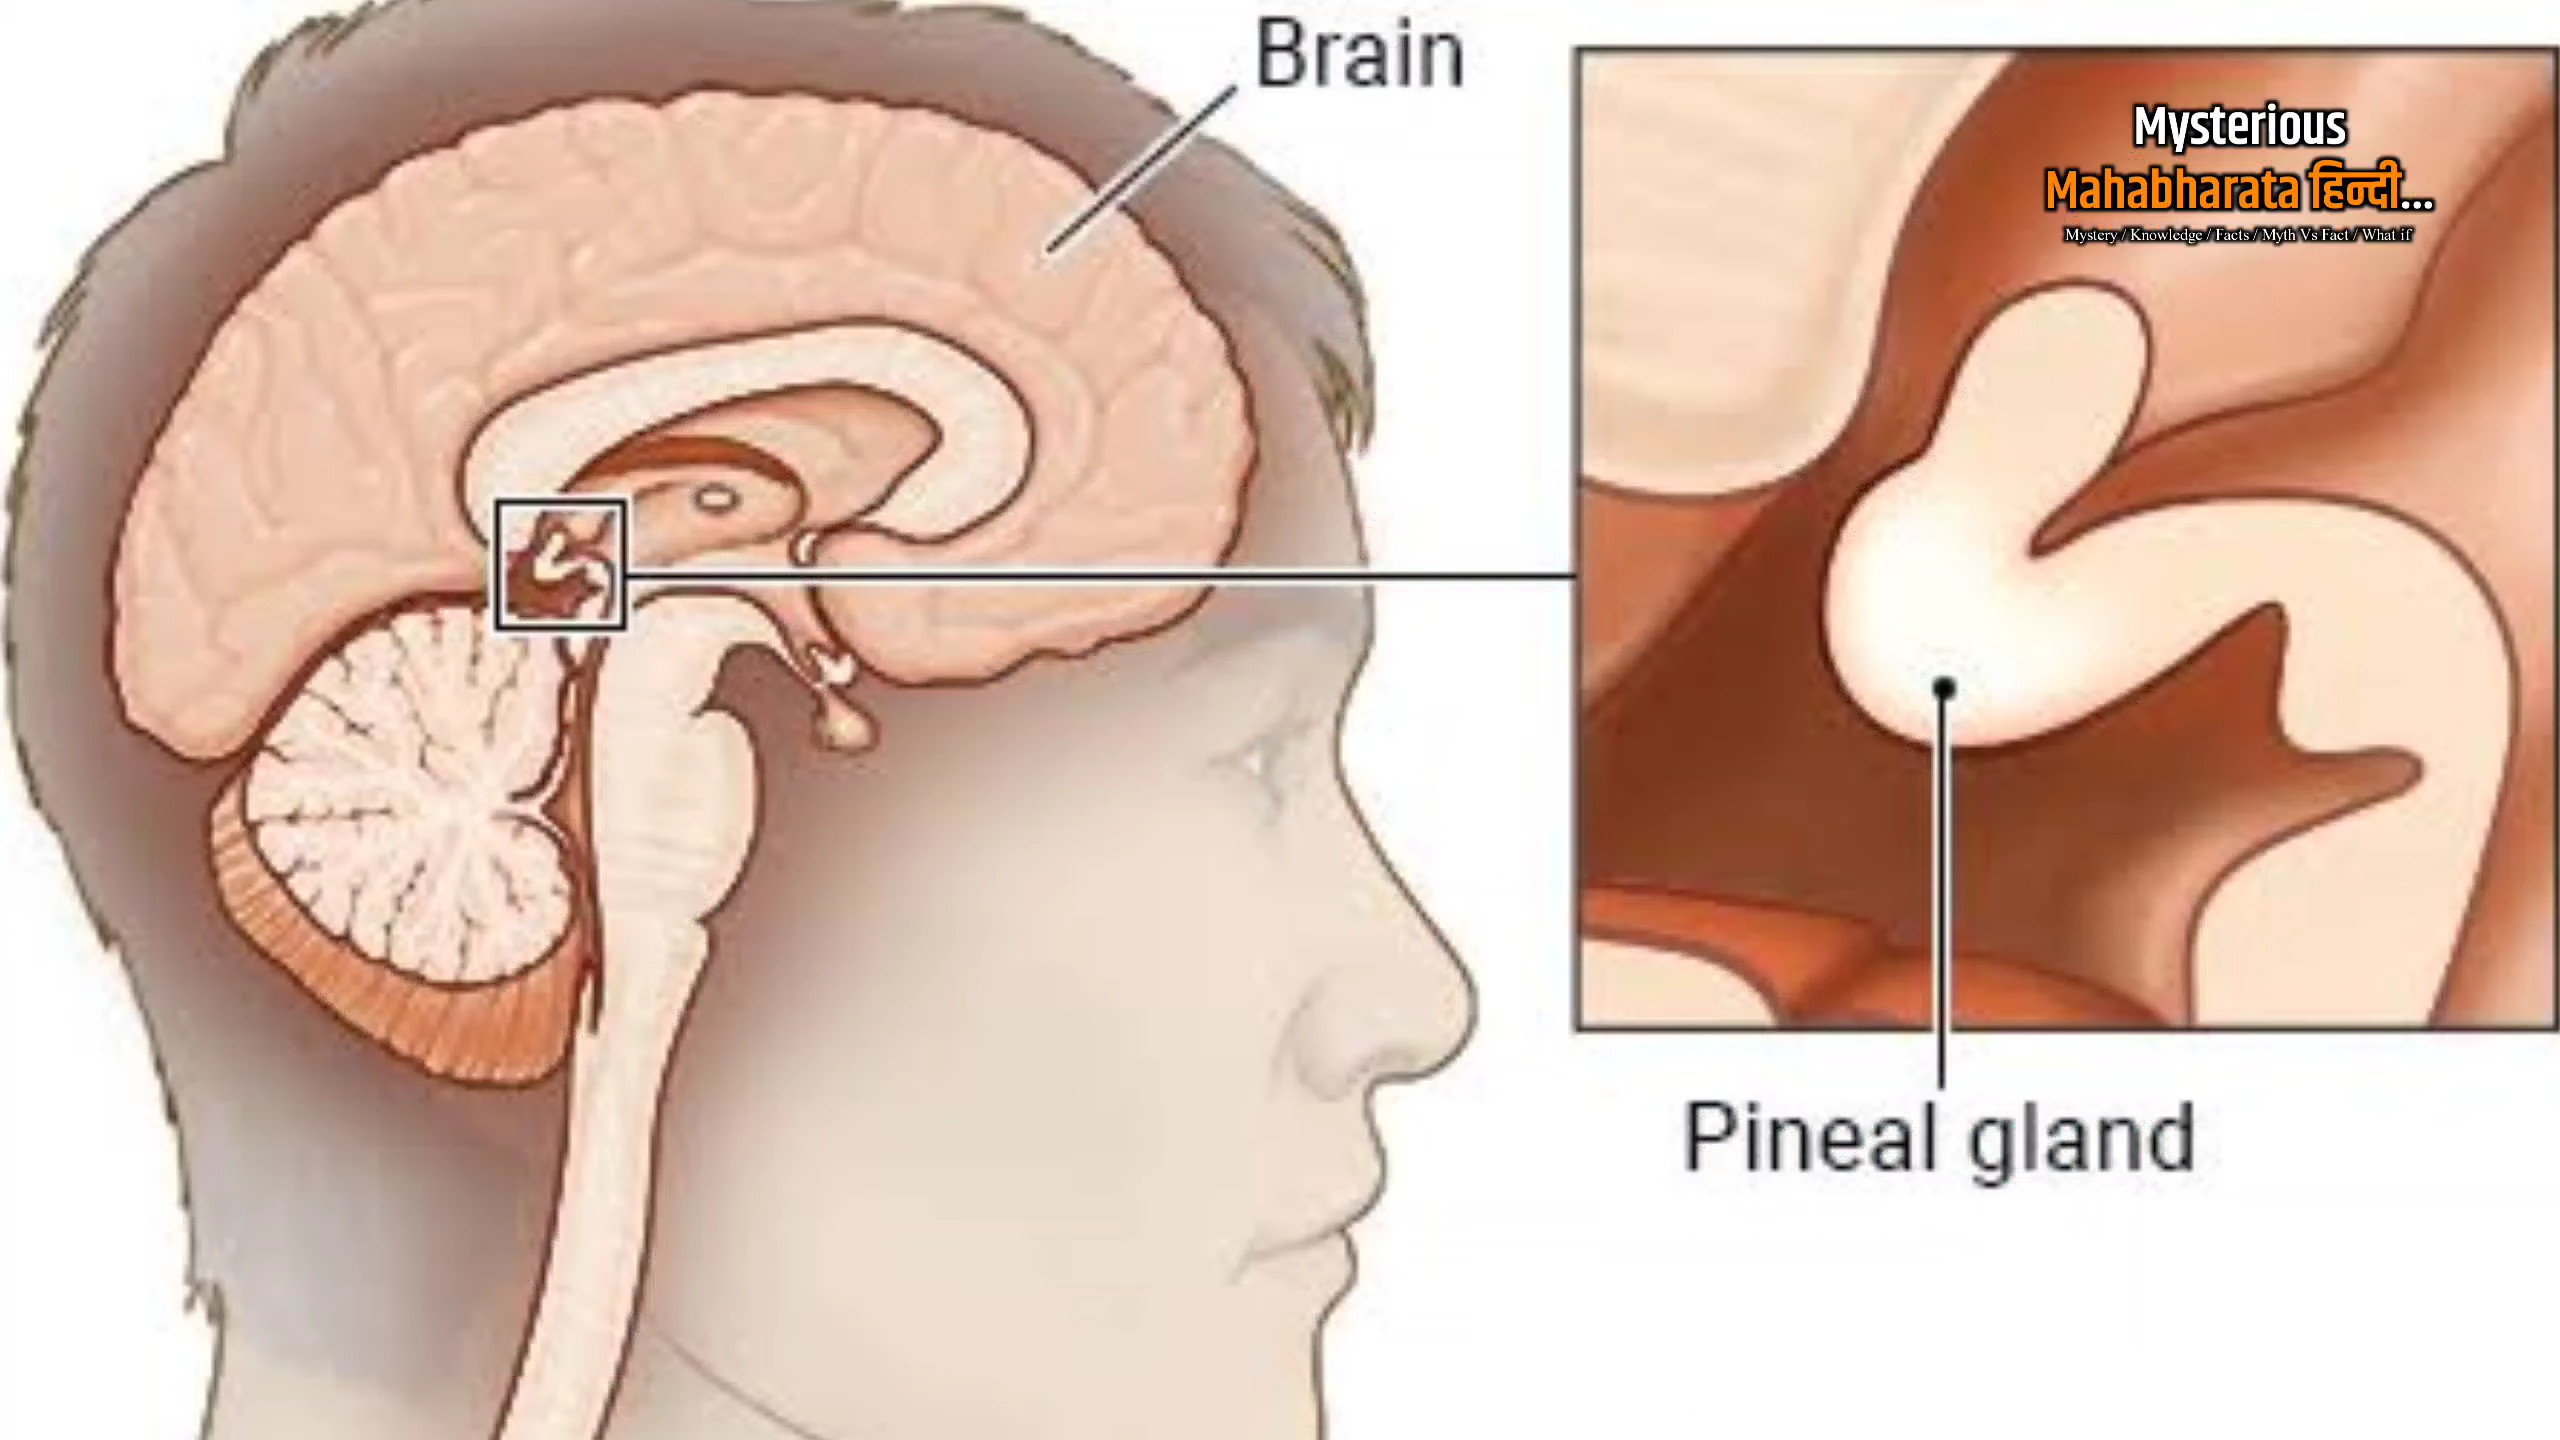 Brain
Mysterious
Mahabharata हिन्दी...
Mystery / Knowledge / Facts / Myth Vs Fact / What if
Pineal gland